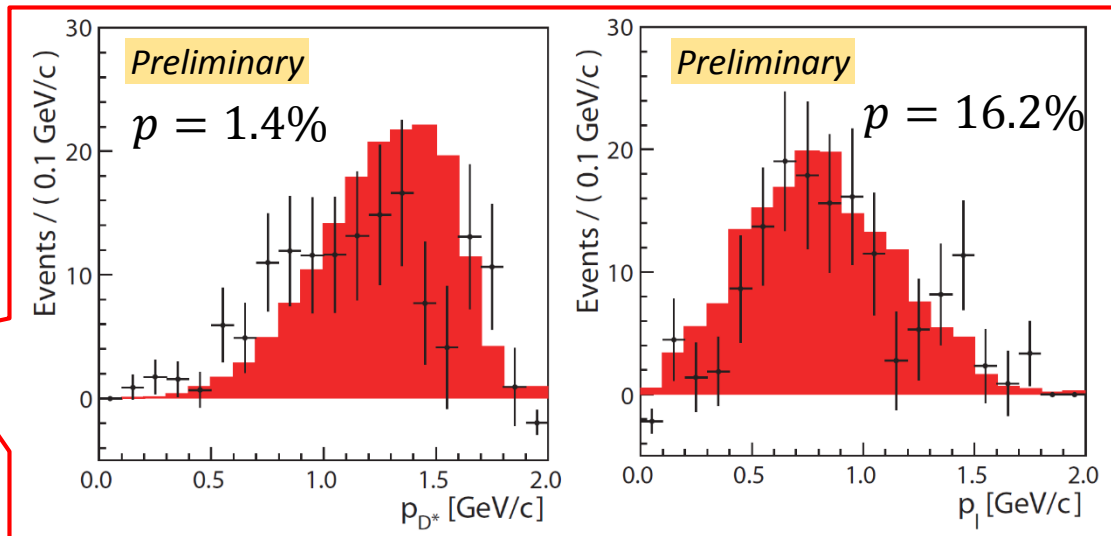 30
20
10
0
Events / ( 0.1 GeV/c )
Preliminary
p = 1.4%
0.0 0.5 1.0 1.5 2.0
p_D* [GeV/c]
30
20
10
0
Events / ( 0.1 GeV/c )
Preliminary
p = 16.2%
0.0 0.5 1.0 1.5 2.0
p_l [GeV/c]